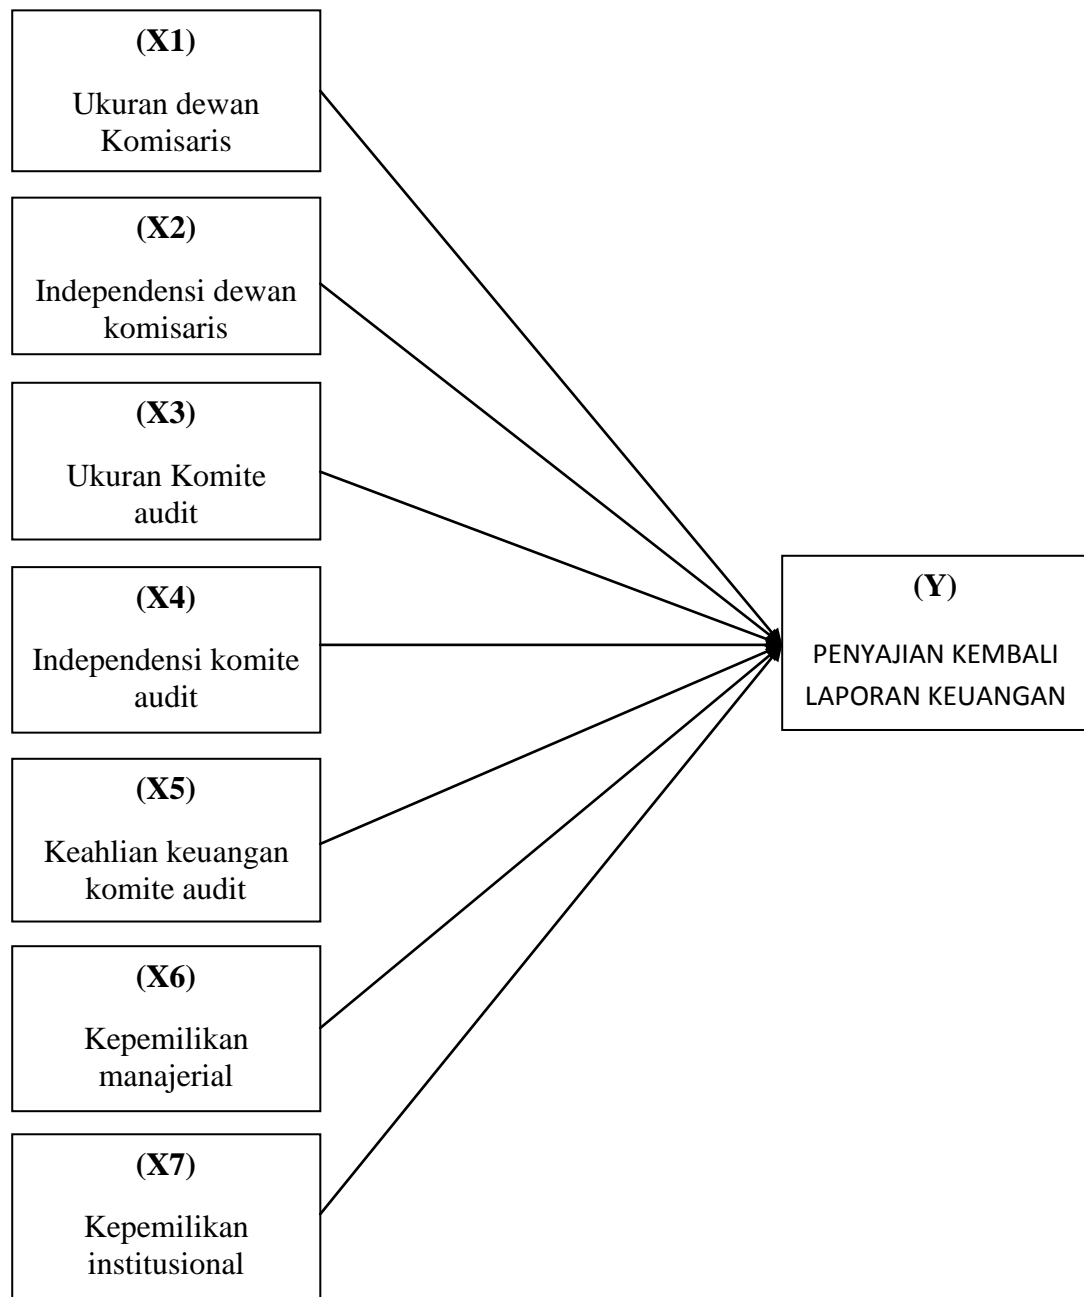 (X1)
Ukuran dewan
Komisaris
(X2)
Independensi dewan
komisaris
(X3)
Ukuran Komite
audit
(X4)
Independensi komite
audit
(X5)
Keahlian keuangan
komite audit
(X6)
Kepemilikan
manajerial
(X7)
Kepemilikan
institusional
(Y)
PENYAJIAN KEMBALI
LAPORAN KEUANGAN